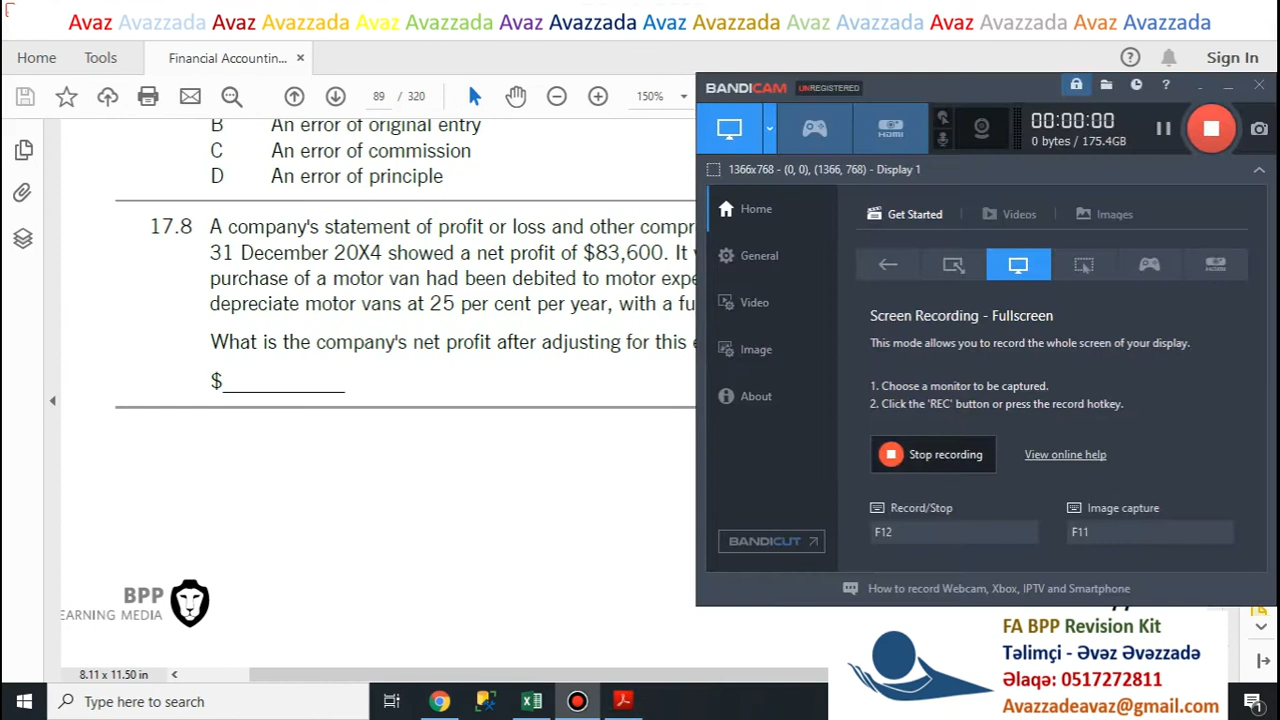 Avaz Avazzada Avaz Avazzada Avaz Avazzada Avaz Avazzada Avaz Avazzada Avaz Avazzada Avaz Avazzada Avaz Avazzada
Home Tools Financial Accountin... × ? Sign In
89 / 320 150%
B An error of original entry
C An error of commission
D An error of principle
17.8 A company's statement of profit or loss and other compr
31 December 20X4 showed a net profit of $83,600. It
purchase of a motor van had been debited to motor expe
depreciate motor vans at 25 per cent per year, with a fu
What is the company's net profit after adjusting for this e
$
BPP
EARNING MEDIA
8.11 x 11.50 in
BANDICAM UNREGISTERED
HDMI
00:00:00
0 bytes / 175.4GB
1366x768 - (0, 0), (1366, 768) - Display 1
Home
General
Video
Image
About
BANDICUT
Get Started Videos Images
HDMI
Screen Recording - Fullscreen
This mode allows you to record the whole screen of your display.
1. Choose a monitor to be captured.
2. Click the 'REC' button or press the record hotkey.
Stop recording View online help
Record/Stop Image capture
F12 F11
How to record Webcam, Xbox, IPTV and Smartphone
FA BPP Revision Kit
Təlimçi - Əvəz Əvəzzadə
Əlaqə: 0517272811
Avazzadeavaz@gmail.com
Type here to search
1